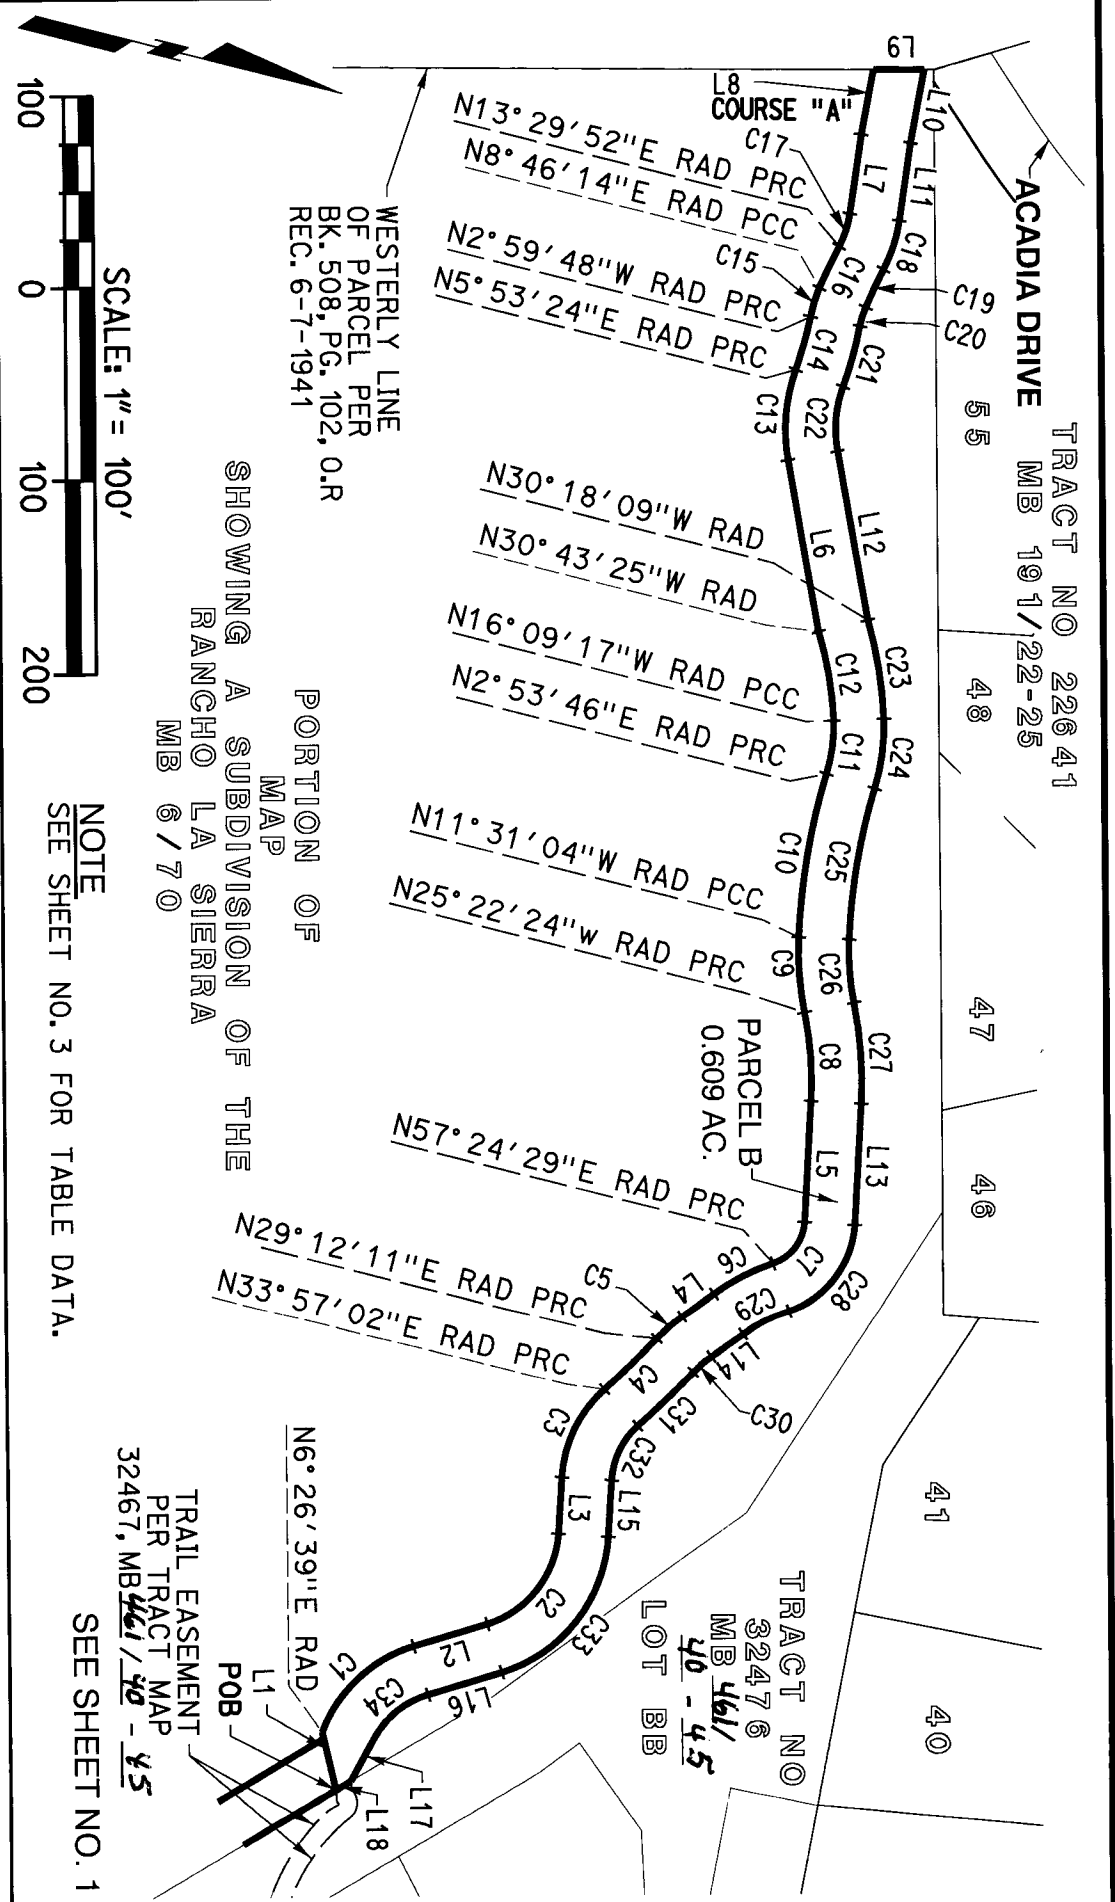 TRACT NO 22641
MB 191/22-25
ACADIA DRIVE
55
48
47
46
41
40
L9
L10
L11
C18
C19
C20
C21
C22
L12
C23
C24
C25
C26
C27
L13
C28
C29
L14
C30
C31
C32
L15
C33
L16
C34
L17
L18
L8
COURSE "A"
L7
C17
C16
C15
C14
C13
L6
C12
C11
C10
C9
C8
L5
C7
C6
L4
C5
C4
C3
L3
C2
L2
C1
L1
POB
N13°29'52"E RAD PRC
N8°46'14"E RAD PCC
N2°59'48"W RAD PRC
N5°53'24"E RAD PRC
N30°18'09"W RAD
N30°43'25"W RAD
N16°09'17"W RAD PCC
N2°53'46"E RAD PRC
N11°31'04"W RAD PCC
N25°22'24"w RAD PRC
N57°24'29"E RAD PRC
N29°12'11"E RAD PRC
N33°57'02"E RAD PRC
N6°26'39"E RAD
PARCEL B
0.609 AC.
WESTERLY LINE
OF PARCEL PER
BK. 508, PG. 102, O.R
REC. 6-7-1941
PORTION OF
MAP
SHOWING A SUBDIVISION OF THE
RANCHO LA SIERRA
MB 6/70
TRACT NO
32476
MB 461/
40 - 45
LOT BB
TRAIL EASEMENT
PER TRACT MAP
32467, MB 461/40 - 45
SEE SHEET NO. 1
SCALE: 1" = 100'
100 0 100 200
NOTE
SEE SHEET NO. 3 FOR TABLE DATA.